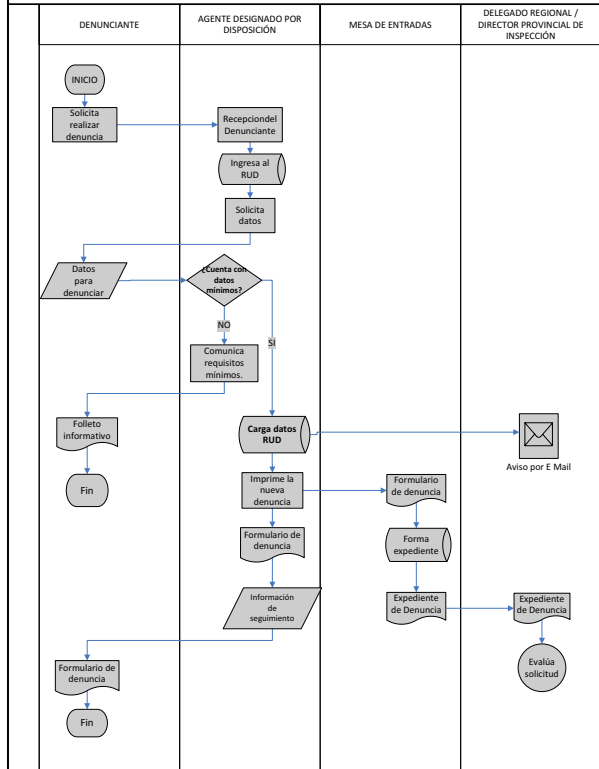 DENUNCIANTE
AGENTE DESIGNADO POR
DISPOSICIÓN
MESA DE ENTRADAS
DELEGADO REGIONAL /
DIRECTOR PROVINCIAL DE
INSPECCIÓN
INICIO
Solicita
realizar
denuncia
Recepciondel
Denunciante
Ingresa al
RUD
Solicita
datos
Datos
para
denunciar
¿Cuenta con
datos
mínimos?
NO
SI
Comunica
requisitos
mínimos.
Folleto
informativo
Fin
Carga datos
RUD
Aviso por E Mail
Imprime la
nueva
denuncia
Formulario
de denuncia
Formulario de
denuncia
Forma
expediente
Información
de
seguimiento
Expediente
de Denuncia
Expediente
de Denuncia
Formulario de
denuncia
Evalúa
solicitud
Fin